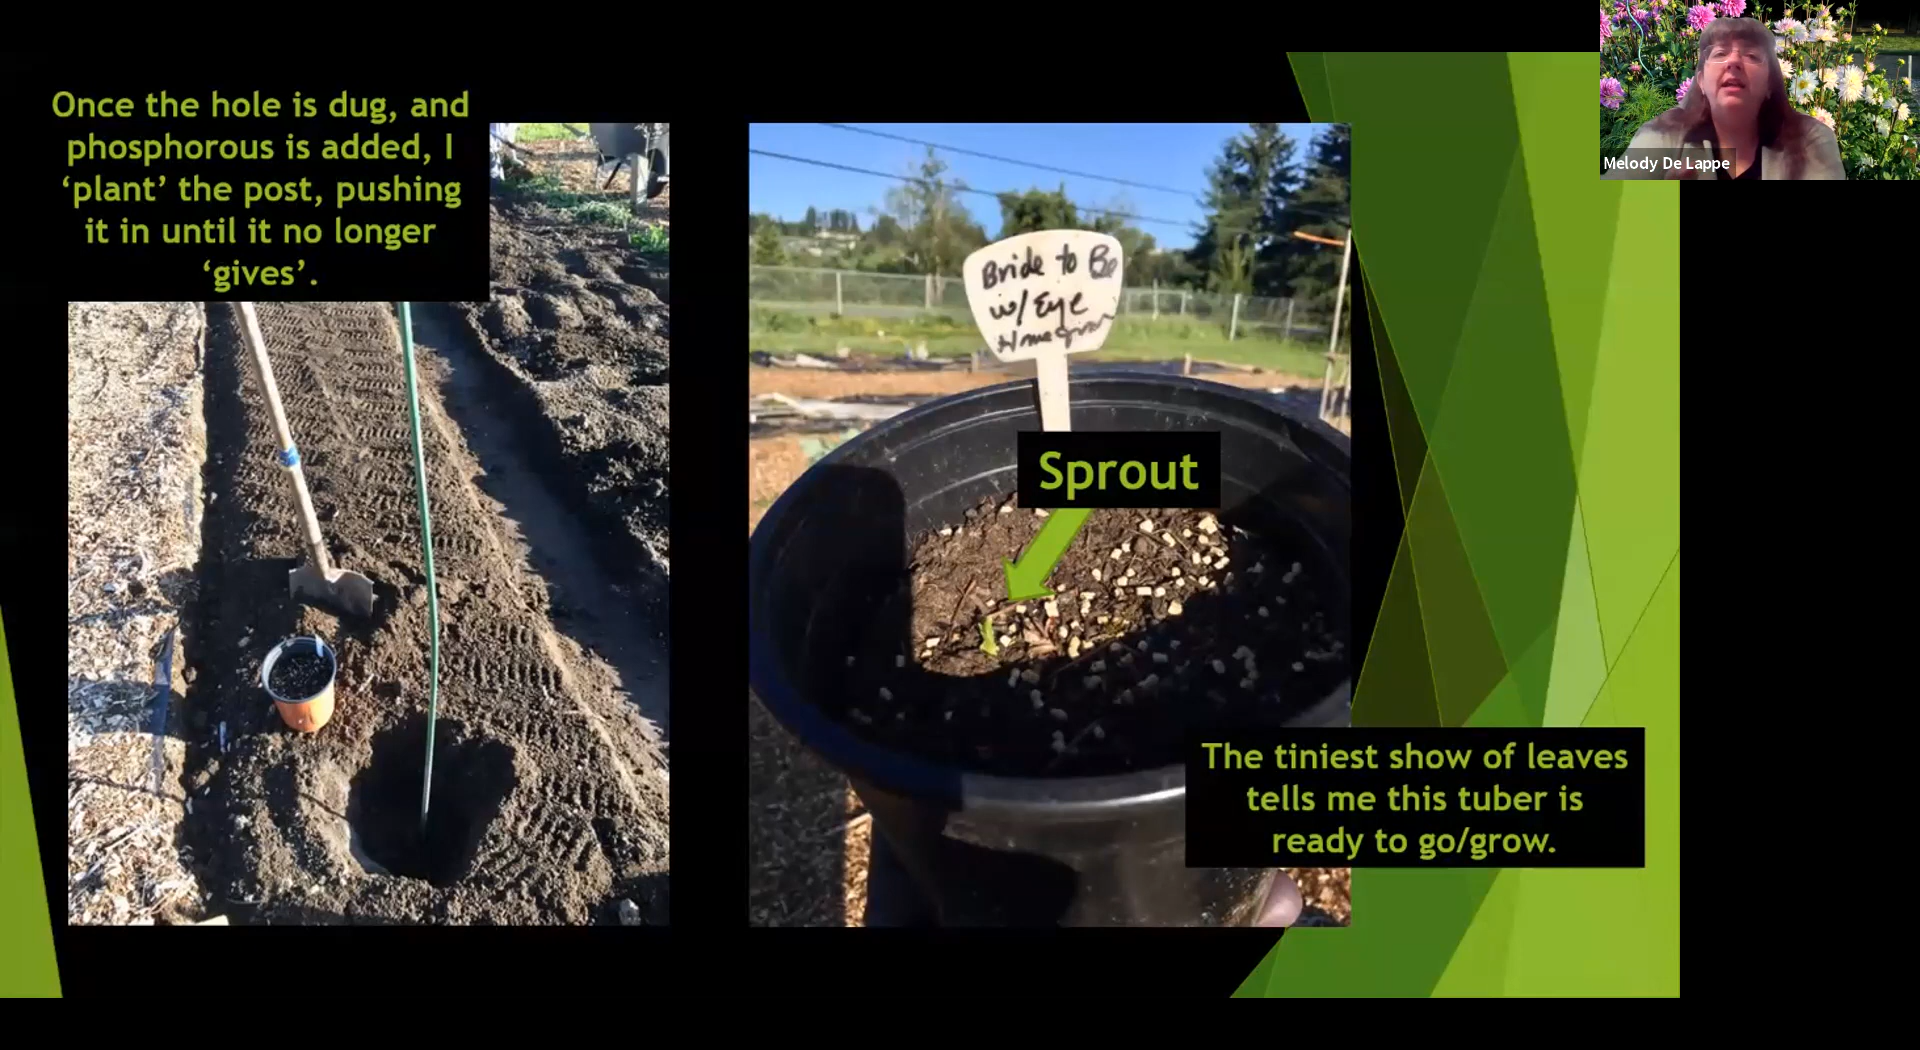 Once the hole is dug, and
phosphorous is added, I
‘plant’ the post, pushing
it in until it no longer
‘gives’.
Bride to Be
w/ Eye
Homegrown
Sprout
The tiniest show of leaves
tells me this tuber is
ready to go/grow.
Melody De Lappe